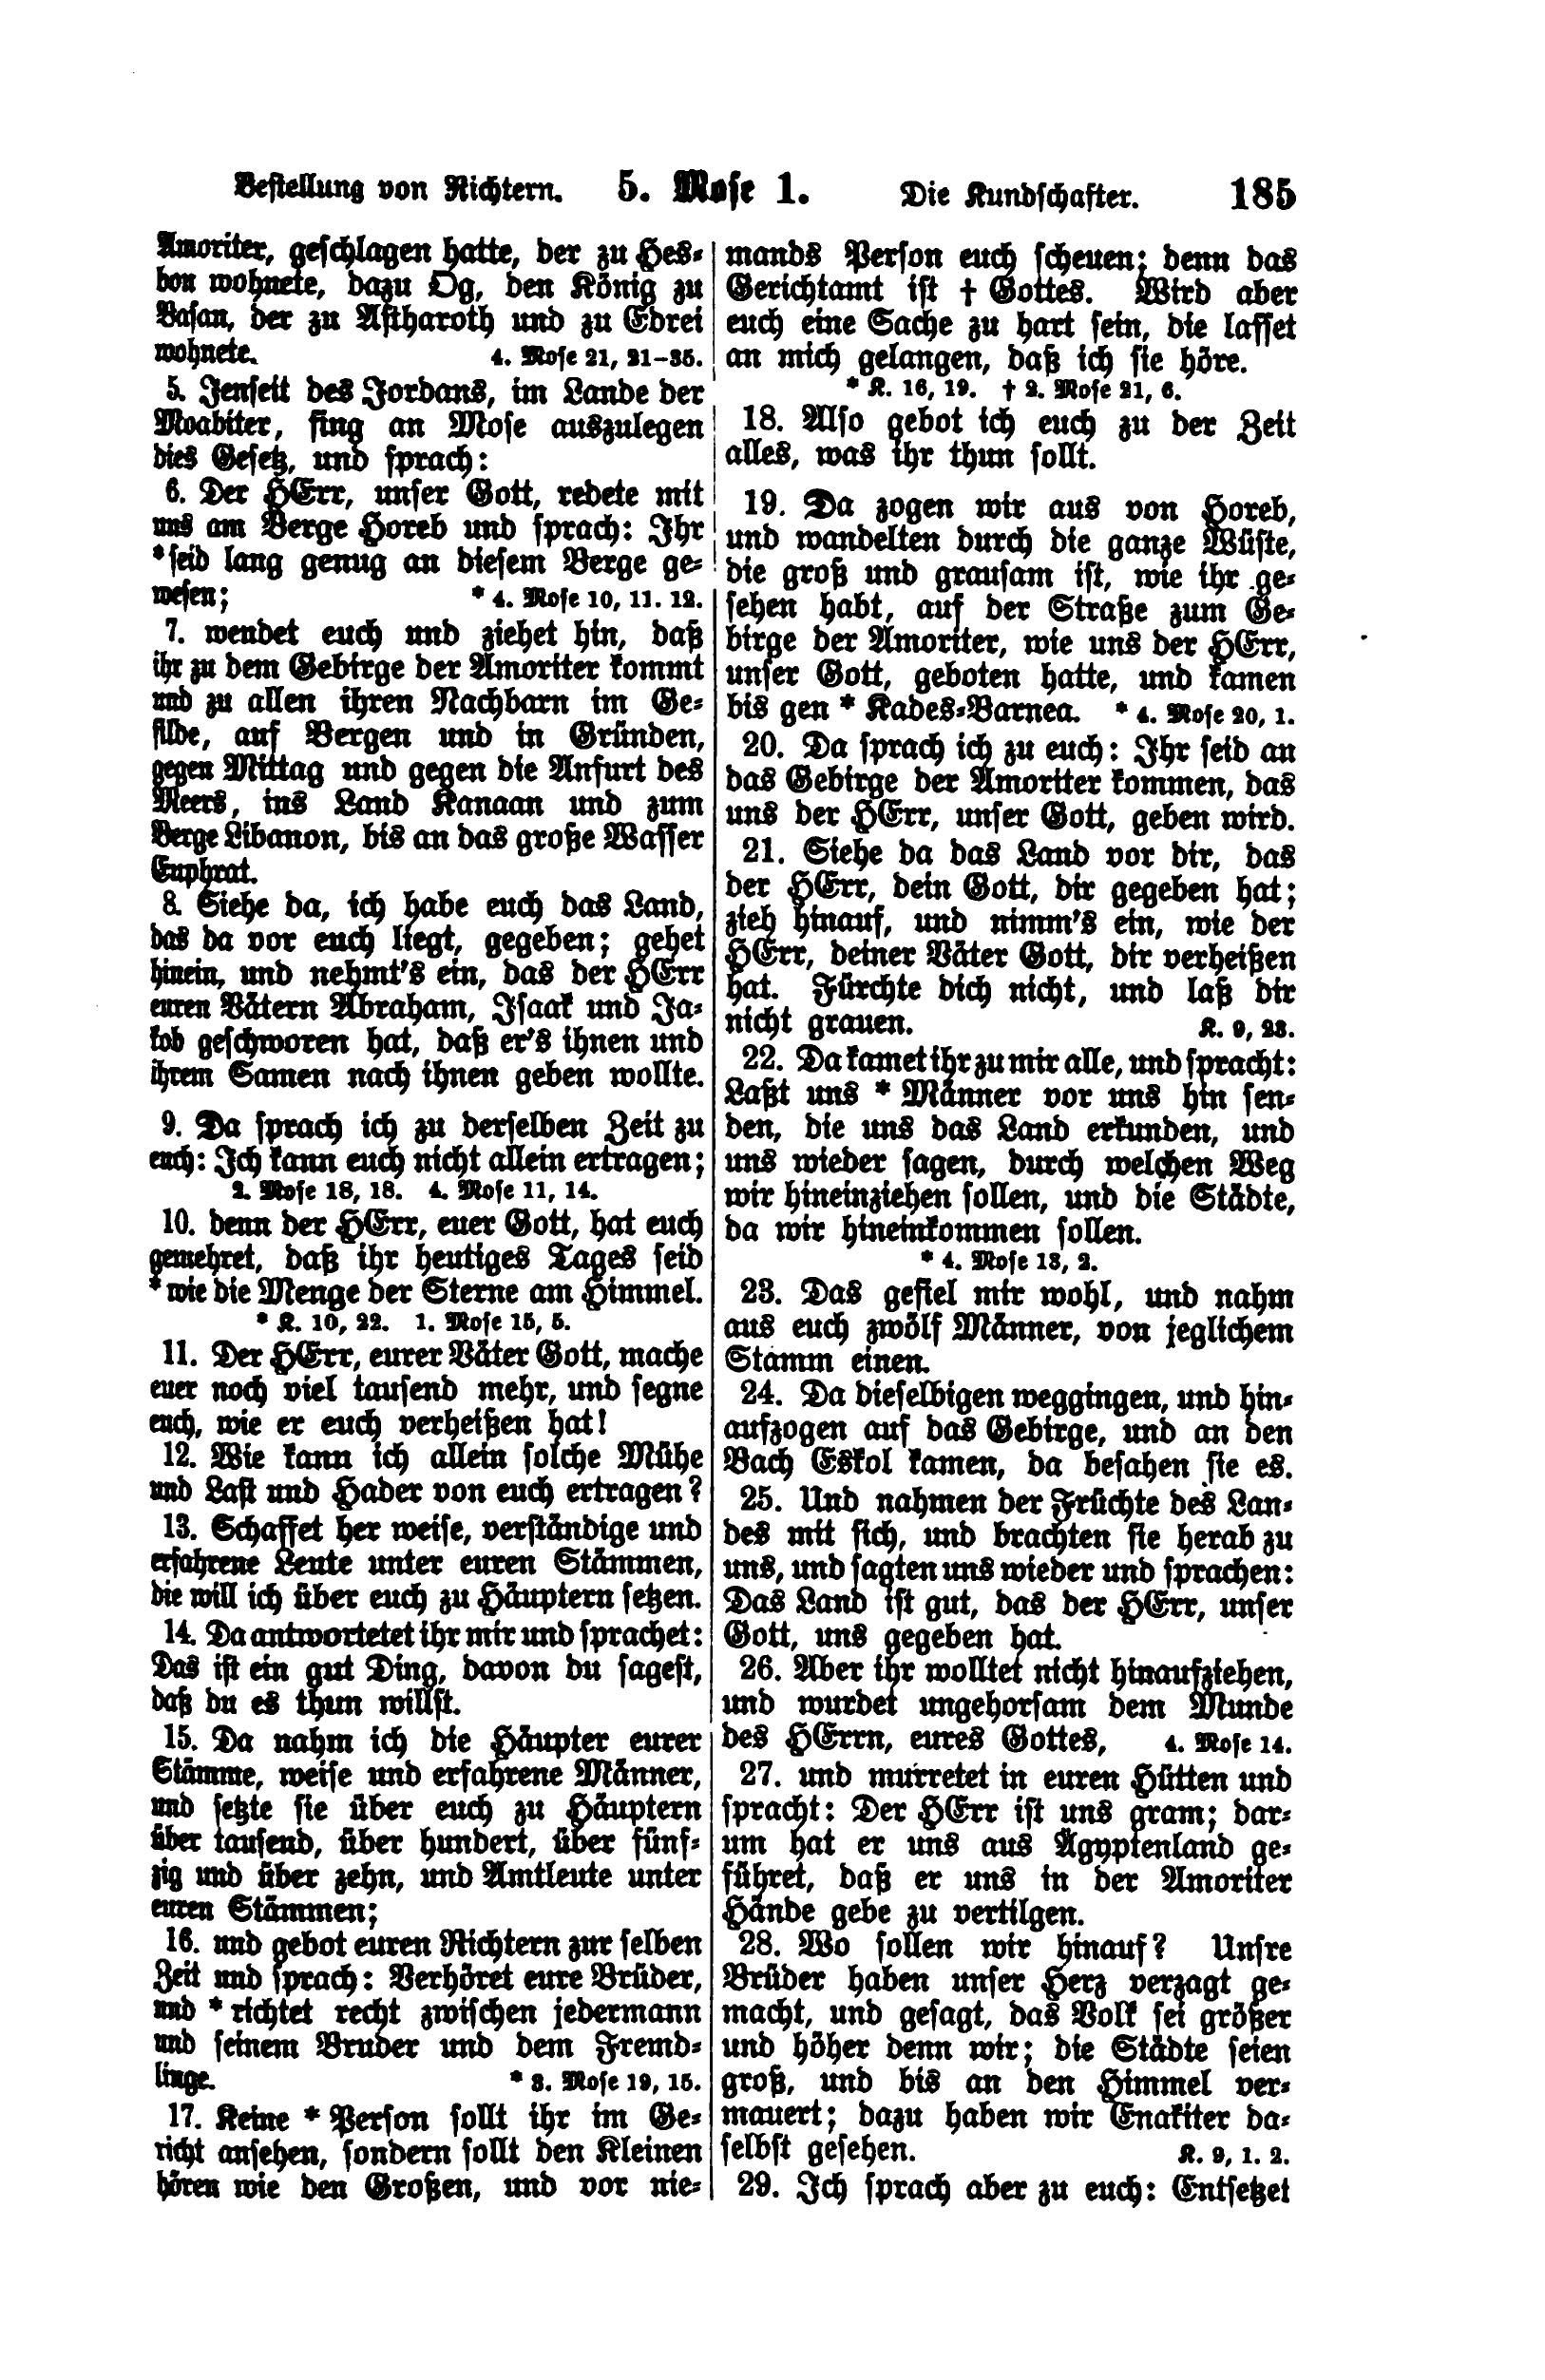 Bestellung von Richtern. 5. Mose 1. Die Kundschafter. 185
Amoriter, geschlagen hatte, der zu Hes-
bon wohnete, dazu Og, den König zu
Basan, der zu Astharoth und zu Edrei
wohnete. 4. Mose 21, 21-35.
5. Jenseit des Jordans, im Lande der
Moabiter, fing an Mose auszulegen
dies Gesetz, und sprach:
6. Der HErr, unser Gott, redete mit
uns am Berge Horeb und sprach: Ihr
*seid lang genug an diesem Berge ge-
wesen; * 4. Mose 10, 11. 12.
7. wendet euch und ziehet hin, daß
ihr zu dem Gebirge der Amoriter kommt
und zu allen ihren Nachbarn im Ge-
filde, auf Bergen und in Gründen,
gegen Mittag und gegen die Anfurt des
Meers, ins Land Kanaan und zum
Berge Libanon, bis an das große Wasser
Euphrat.
8. Siehe da, ich habe euch das Land,
das da vor euch liegt, gegeben; gehet
hinein, und nehmt's ein, das der HErr
euren Vätern Abraham, Isaak und Ja-
kob geschworen hat, daß er's ihnen und
ihrem Samen nach ihnen geben wollte.
9. Da sprach ich zu derselben Zeit zu
euch: Ich kann euch nicht allein ertragen;
2. Mose 18, 18. 4. Mose 11, 14.
10. denn der HErr, euer Gott, hat euch
gemehret, daß ihr heutiges Tages seid
*wie die Menge der Sterne am Himmel.
* K. 10, 22. 1. Mose 15, 5.
11. Der HErr, eurer Väter Gott, mache
euer noch viel tausend mehr, und segne
euch, wie er euch verheißen hat!
12. Wie kann ich allein solche Mühe
und Last und Hader von euch ertragen?
13. Schaffet her weise, verständige und
erfahrene Leute unter euren Stämmen,
die will ich über euch zu Häuptern setzen.
14. Da antwortetet ihr mir und sprachet:
Das ist ein gut Ding, davon du sagest,
daß du es thun willst.
15. Da nahm ich die Häupter eurer
Stämme, weise und erfahrene Männer,
und setzte sie über euch zu Häuptern
über tausend, über hundert, über fünf-
zig und über zehn, und Amtleute unter
euren Stämmen;
16. und gebot euren Richtern zur selben
Zeit und sprach: Verhöret eure Brüder,
und * richtet recht zwischen jedermann
und seinem Bruder und dem Fremd-
linge. * 3. Mose 19, 15.
17. Keine * Person sollt ihr im Ge-
richt ansehen, sondern sollt den Kleinen
hören wie den Großen, und vor nie-
mands Person euch scheuen; denn das
Gerichtamt ist † Gottes. Wird aber
euch eine Sache zu hart sein, die lasset
an mich gelangen, daß ich sie höre.
* K. 16, 19. † 2. Mose 21, 6.
18. Also gebot ich euch zu der Zeit
alles, was ihr thun sollt.
19. Da zogen wir aus von Horeb,
und wandelten durch die ganze Wüste,
die groß und grausam ist, wie ihr ge-
sehen habt, auf der Straße zum Ge-
birge der Amoriter, wie uns der HErr,
unser Gott, geboten hatte, und kamen
bis gen * Kades-Barnea. * 4. Mose 20, 1.
20. Da sprach ich zu euch: Ihr seid an
das Gebirge der Amoriter kommen, das
uns der HErr, unser Gott, geben wird.
21. Siehe da das Land vor dir, das
der HErr, dein Gott, dir gegeben hat;
zieh hinauf, und nimm's ein, wie der
HErr, deiner Väter Gott, dir verheißen
hat. Fürchte dich nicht, und laß dir
nicht grauen. K. 9, 23.
22. Da kamet ihr zu mir alle, und spracht:
Laßt uns * Männer vor uns hin sen-
den, die uns das Land erkunden, und
uns wieder sagen, durch welchen Weg
wir hineinziehen sollen, und die Städte,
da wir hineinkommen sollen.
* 4. Mose 13, 2.
23. Das gefiel mir wohl, und nahm
aus euch zwölf Männer, von jeglichem
Stamm einen.
24. Da dieselbigen weggingen, und hin-
aufzogen auf das Gebirge, und an den
Bach Eskol kamen, da besahen sie es.
25. Und nahmen der Früchte des Lan-
des mit sich, und brachten sie herab zu
uns, und sagten uns wieder und sprachen:
Das Land ist gut, das der HErr, unser
Gott, uns gegeben hat.
26. Aber ihr wolltet nicht hinaufziehen,
und wurdet ungehorsam dem Munde
des HErrn, eures Gottes, 4. Mose 14.
27. und murretet in euren Hütten und
spracht: Der HErr ist uns gram; dar-
um hat er uns aus Ägyptenland ge-
führet, daß er uns in der Amoriter
Hände gebe zu vertilgen.
28. Wo sollen wir hinauf? Unsre
Brüder haben unser Herz verzagt ge-
macht, und gesagt, das Volk sei größer
und höher denn wir; die Städte seien
groß, und bis an den Himmel ver-
mauert; dazu haben wir Enakiter da-
selbst gesehen. K. 9, 1. 2.
29. Ich sprach aber zu euch: Entsetzet